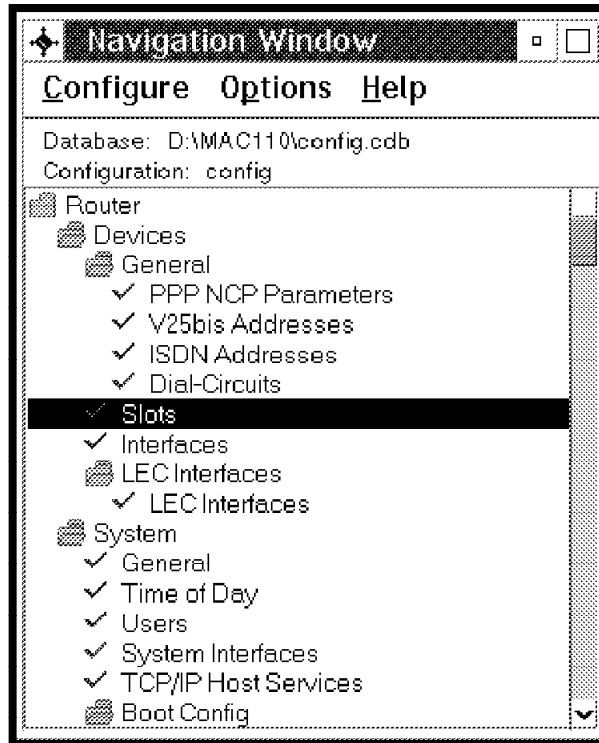 Navigation Window
Configure Options Help
Database: D:\MAC110\config.cdb
Configuration: config
Router
Devices
General
PPP NCP Parameters
V25bis Addresses
ISDN Addresses
Dial-Circuits
Slots
Interfaces
LEC Interfaces
LEC Interfaces
System
General
Time of Day
Users
System Interfaces
TCP/IP Host Services
Boot Config